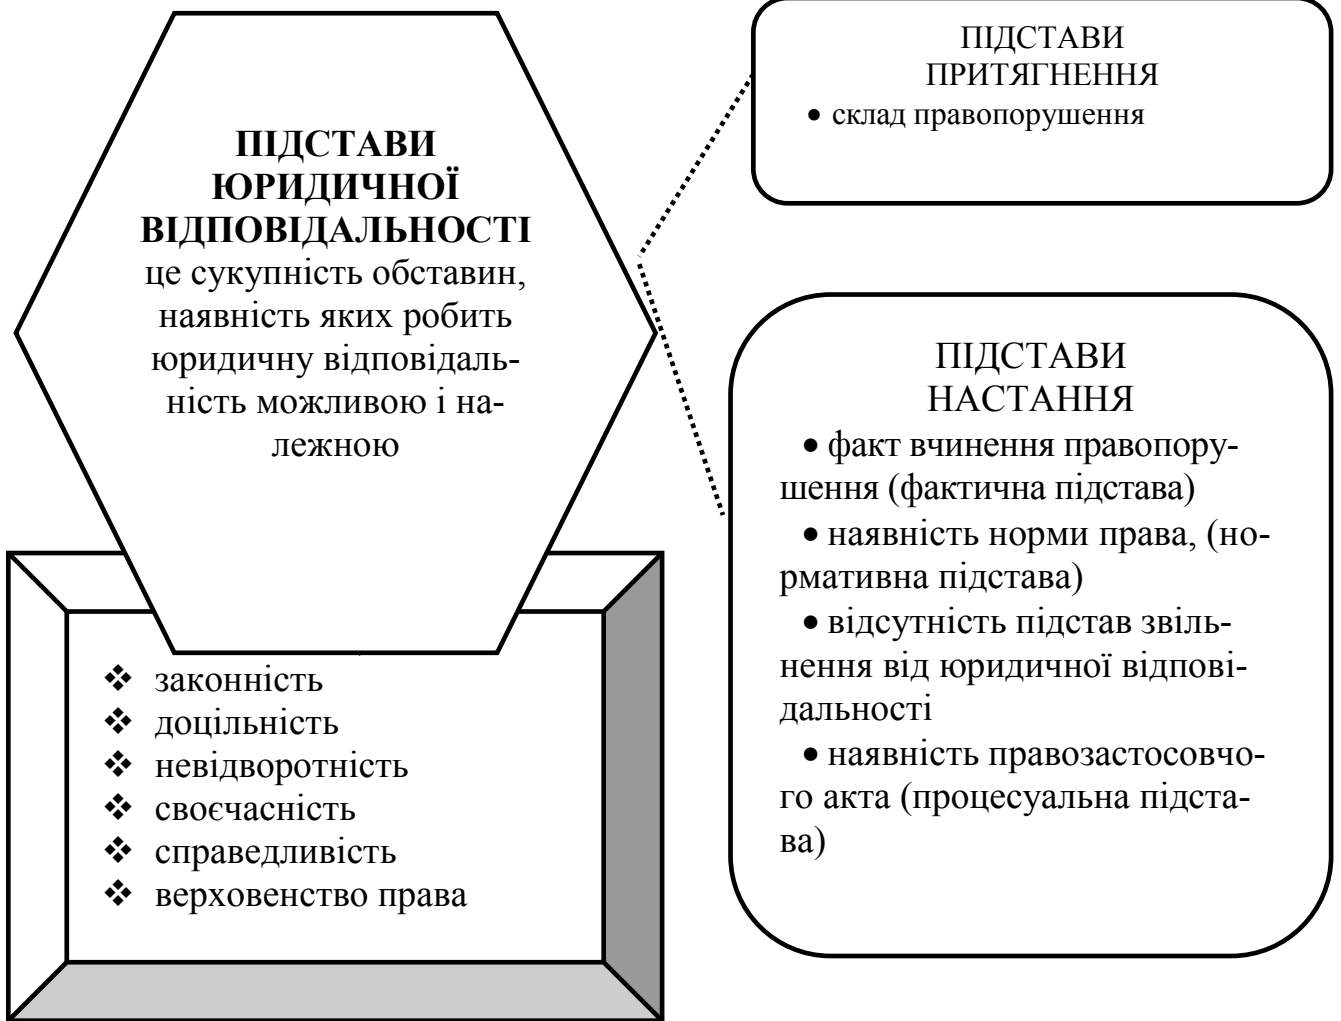 ПІДСТАВИ
ЮРИДИЧНОЇ
ВІДПОВІДАЛЬНОСТІ
це сукупність обставин,
наявність яких робить
юридичну відповідаль-
ність можливою і на-
лежною
❖ законність
❖ доцільність
❖ невідворотність
❖ своєчасність
❖ справедливість
❖ верховенство права
ПІДСТАВИ
ПРИТЯГНЕННЯ
• склад правопорушення
ПІДСТАВИ
НАСТАННЯ
• факт вчинення правопору-
шення (фактична підстава)
• наявність норми права, (но-
рмативна підстава)
• відсутність підстав звіль-
нення від юридичної відпові-
дальності
• наявність правозастосовчо-
го акта (процесуальна підста-
ва)